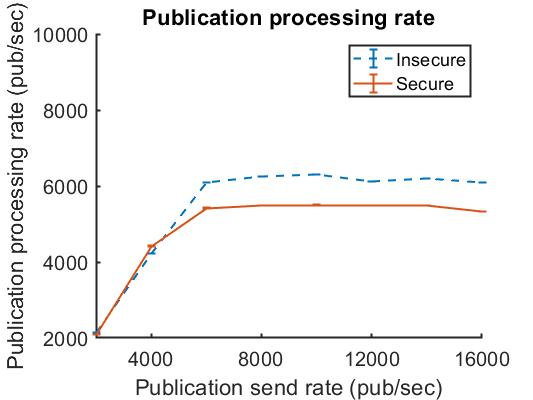 Publication processing rate
Publication processing rate (pub/sec)
10000
8000
6000
4000
2000
Insecure
Secure
4000
8000
12000
16000
Publication send rate (pub/sec)